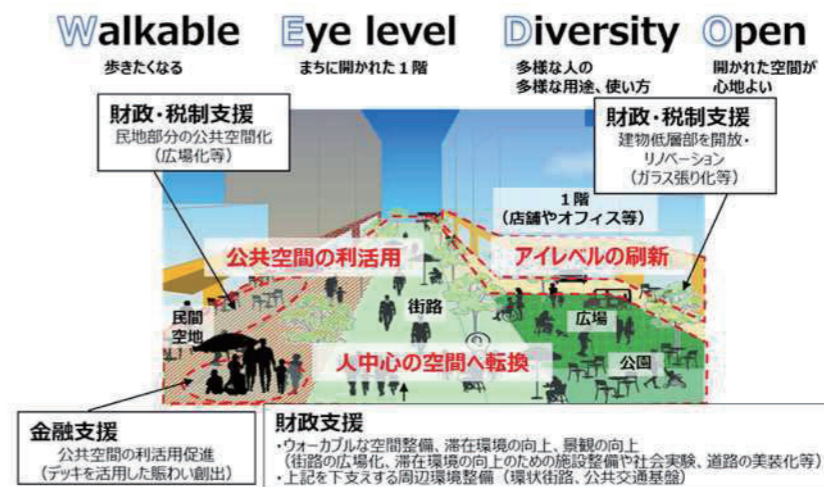 Walkable
歩きたくなる
Eye level
まちに開かれた１階
Diversity
多様な人の
多様な用途、使い方
Open
開かれた空間が
心地よい
財政・税制支援
民地部分の公共空間化
（広場化等）
財政・税制支援
建物低層部を開放・
リノベーション
（ガラス張り化等）
１階
（店舗やオフィス等）
公共空間の利活用
アイレベルの刷新
民間
空地
街路
広場
公園
人中心の空間へ転換
金融支援
公共空間の利活用促進
（デッキを活用した賑わい創出）
財政支援
・ウォーカブルな空間整備、滞在環境の向上、景観の向上
（街路の広場化、滞在環境の向上のための施設整備や社会実験、道路の美装化等）
・上記を下支えする周辺環境整備（環状街路、公共交通基盤）